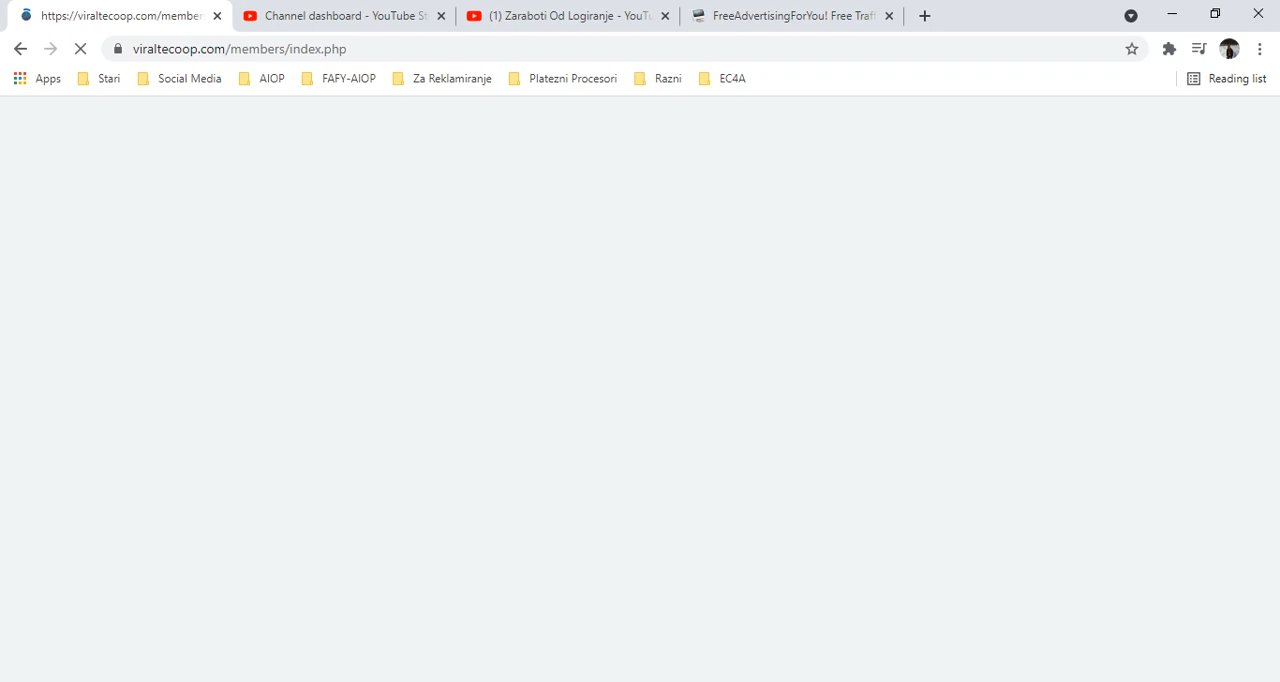 https://viraltecoop.com/member
Channel dashboard - YouTube St
(1) Zaraboti Od Logiranje - YouTu
FreeAdvertisingForYou! Free Traff
viraltecoop.com/members/index.php
Apps
Stari
Social Media
AIOP
FAFY-AIOP
Za Reklamiranje
Platezni Procesori
Razni
EC4A
Reading list